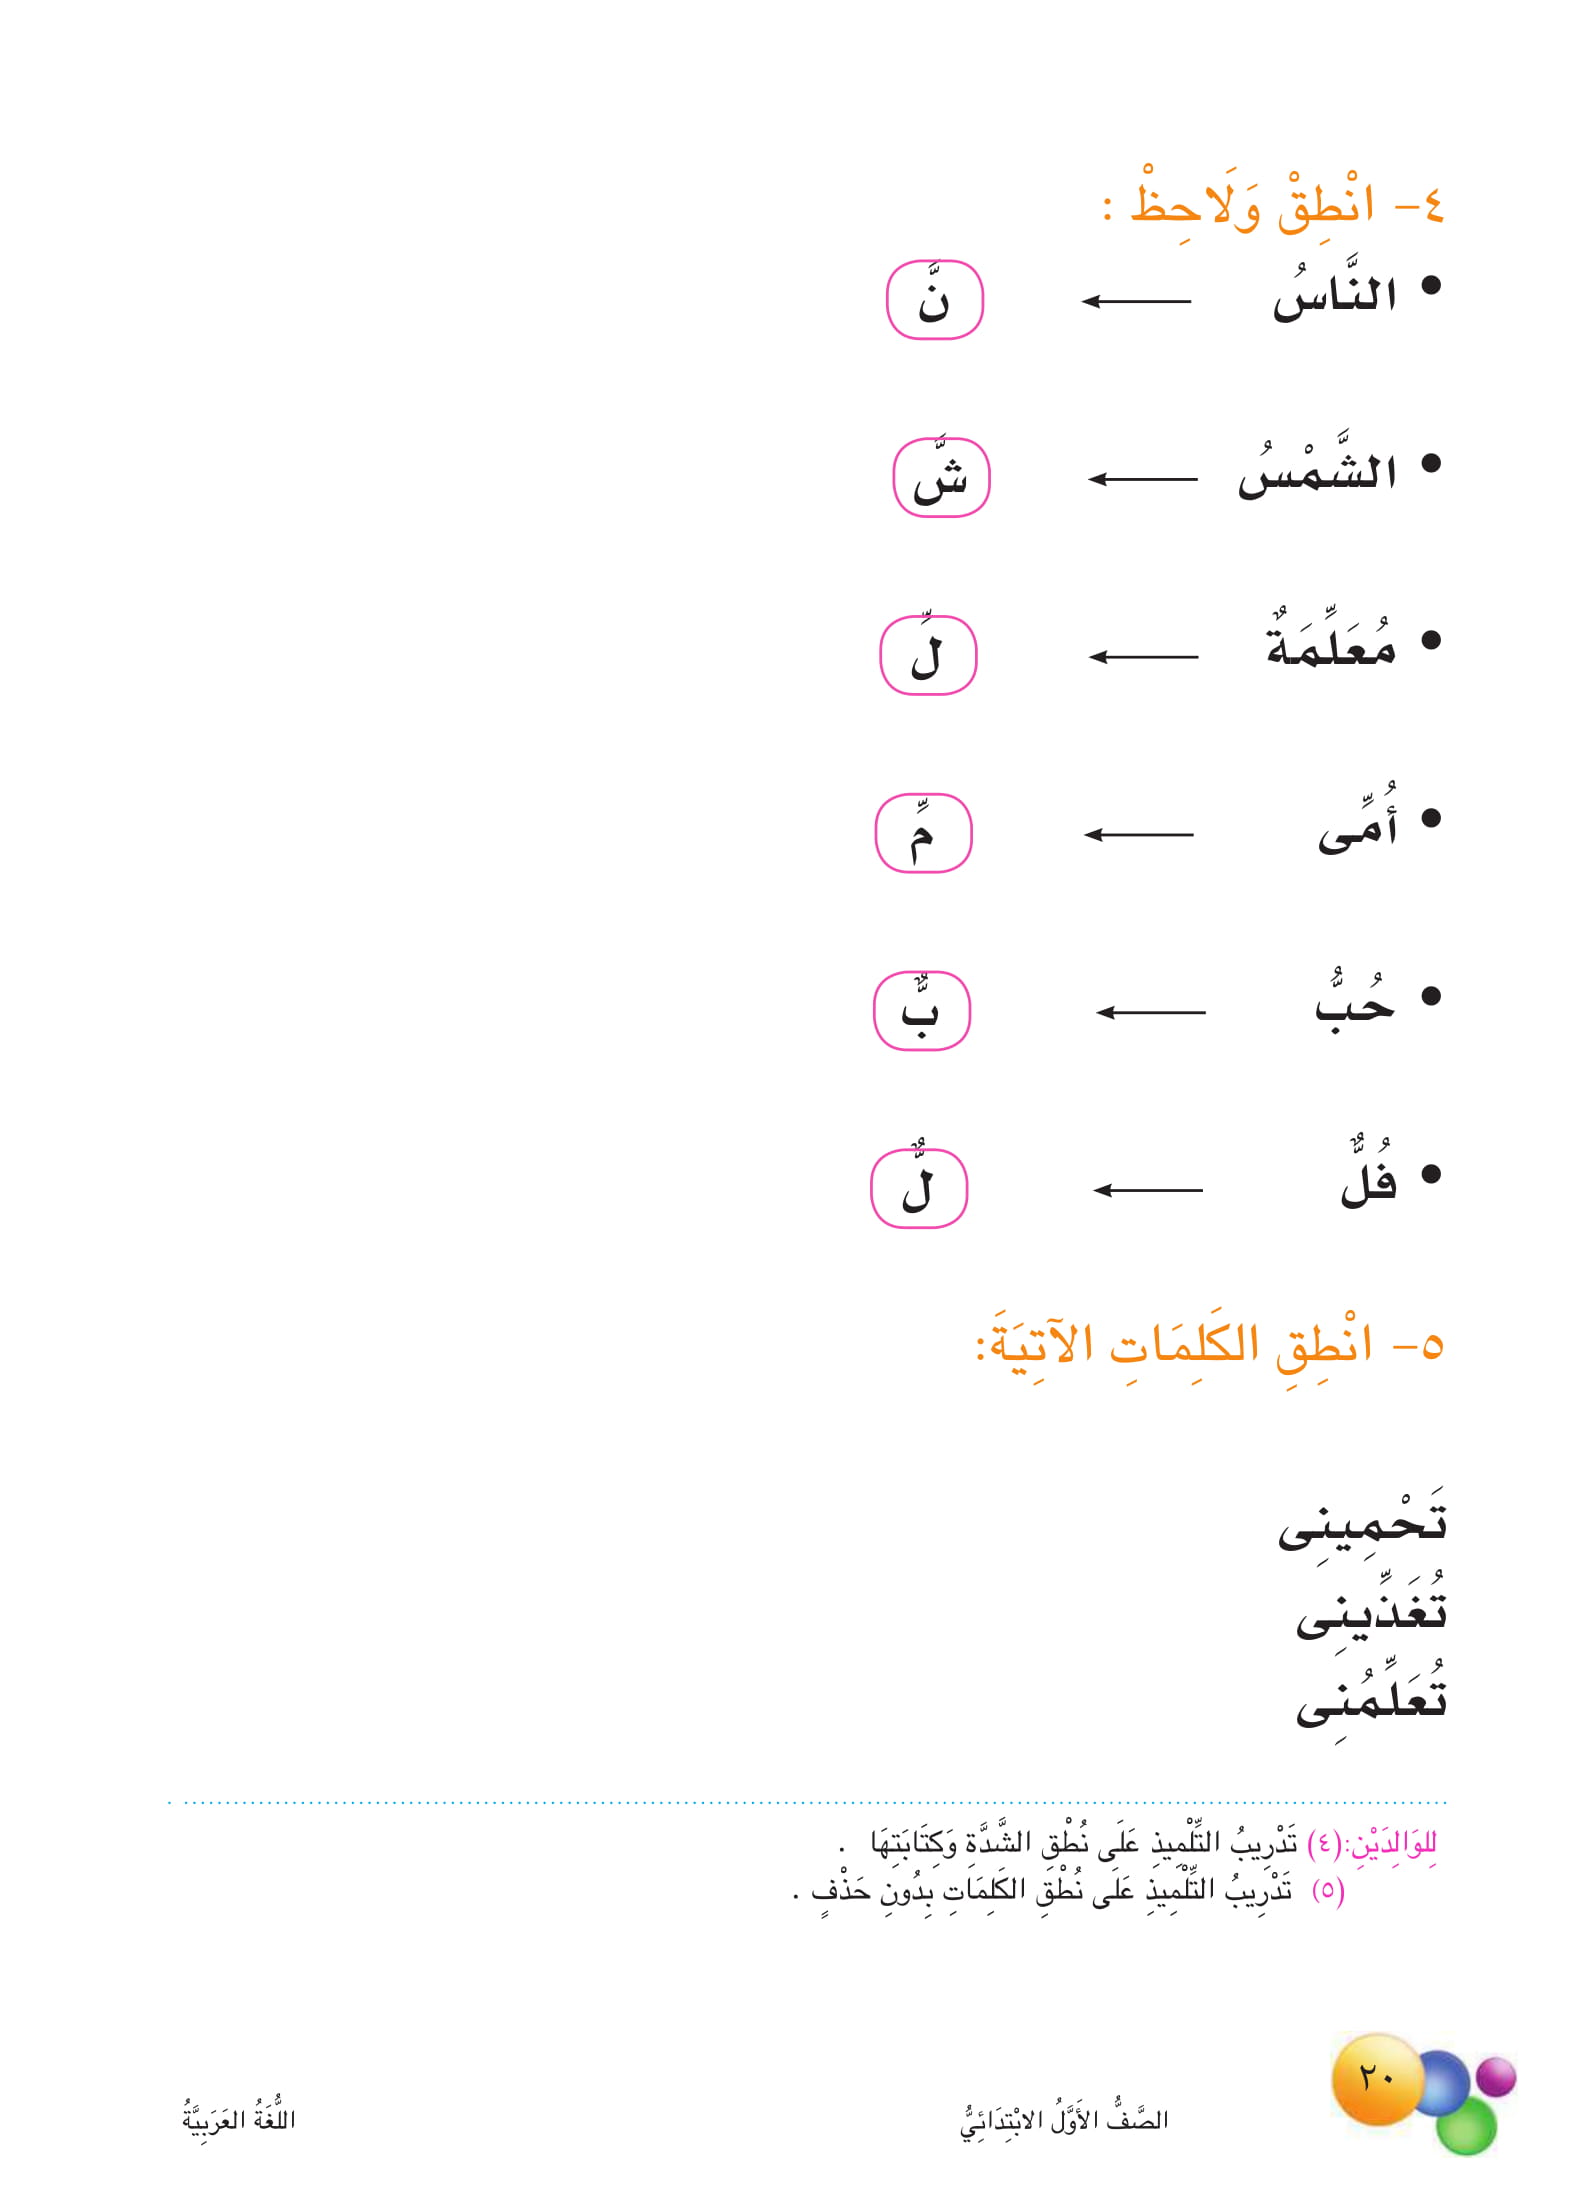 ٤- انْطِقْ وَلَاحِظْ :
• النَّاسُ ← نَّ
• الشَّمْسُ ← شَّ
• مُعَلِّمَةٌ ← لِّ
• أُمِّى ← مِّ
• حُبُّ ← بٌّ
• فُلٌّ ← لٌّ
٥- انْطِقِ الكَلِمَاتِ الآتِيَةَ:
تَحْمِينِى
تُغَذِّينِى
تُعَلِّمُنِى
لِلوَالِدَيْنِ:(٤) تَدْرِيبُ التِّلْمِيذِ عَلَى نُطْقِ الشَّدَّةِ وَكِتَابَتِهَا .
(٥) تَدْرِيبُ التِّلْمِيذِ عَلَى نُطْقِ الكَلِمَاتِ بِدُونِ حَذْفٍ .
٢٠
الصَّفُّ الأَوَّلُ الابْتِدَائِيُّ
اللُّغَةُ العَرَبِيَّةُ